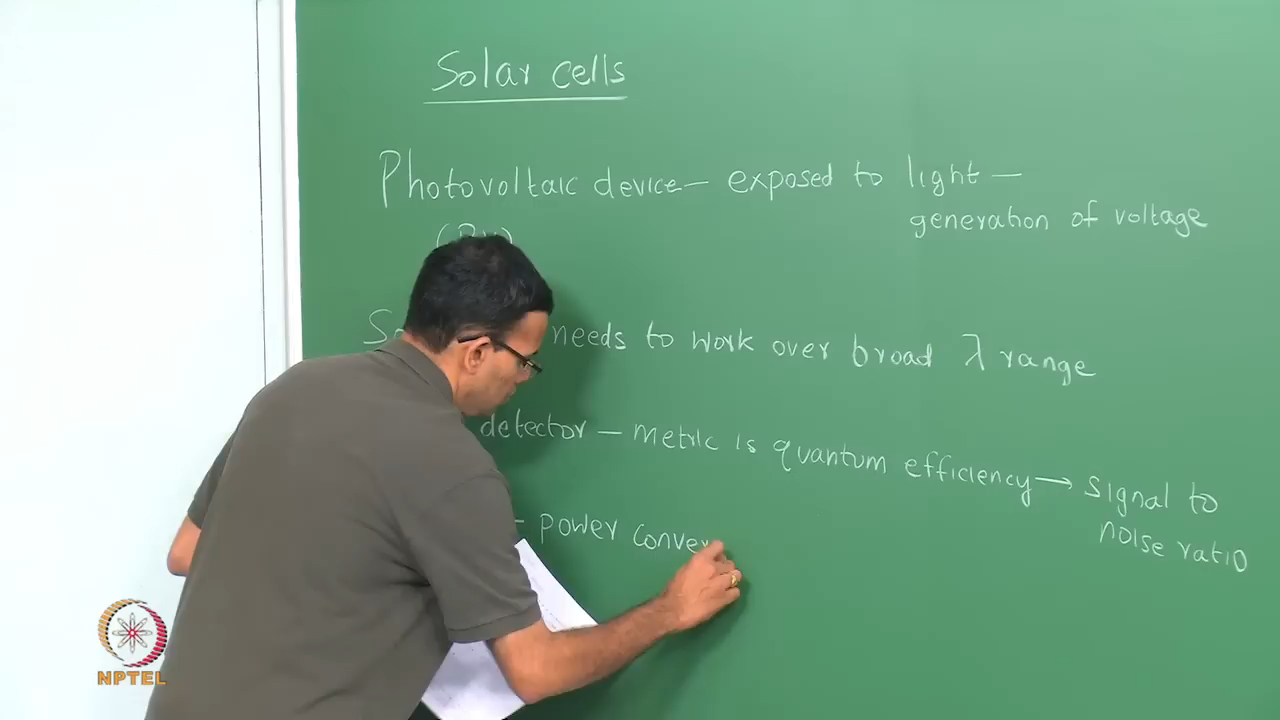 Solar cells
Photovoltaic device — exposed to light —
generation of voltage
needs to work over broad λ range
detector — metric is quantum efficiency → signal to
noise ratio
— power conver
NPTEL